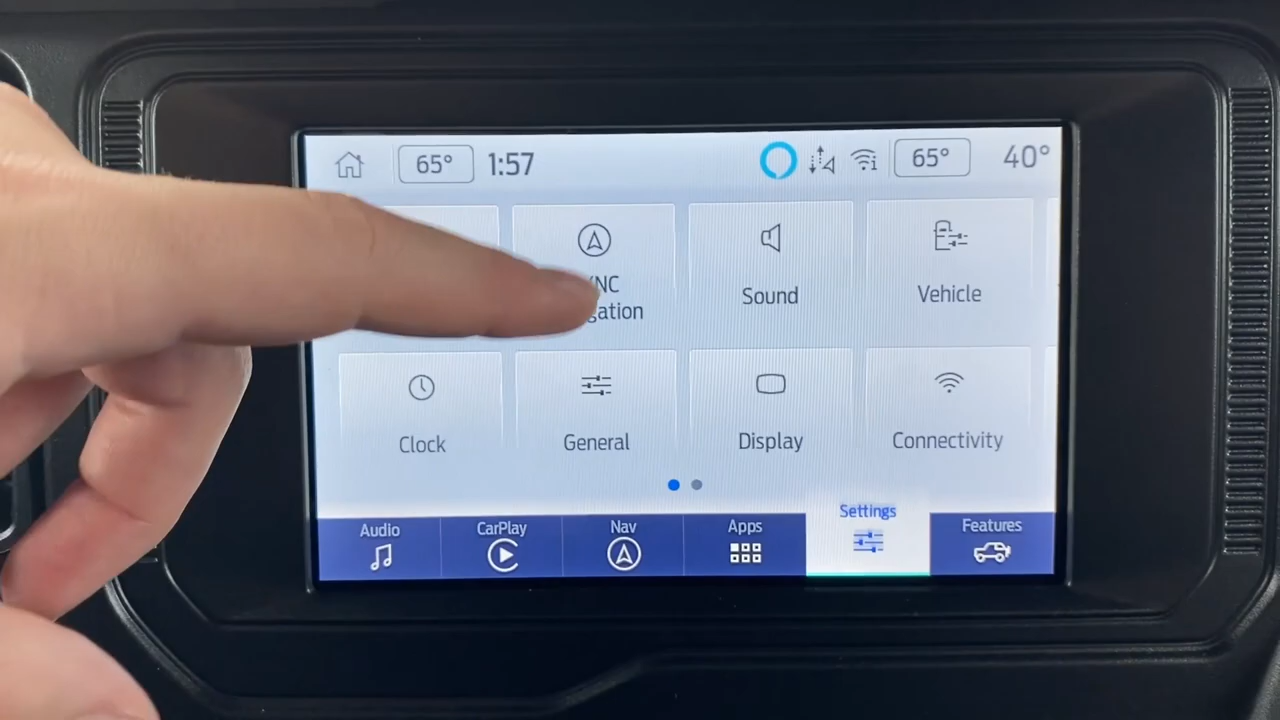 65° 1:57 65° 40°
Sound
Vehicle
Clock
General
Display
Connectivity
Audio
CarPlay
Nav
Apps
Settings
Features